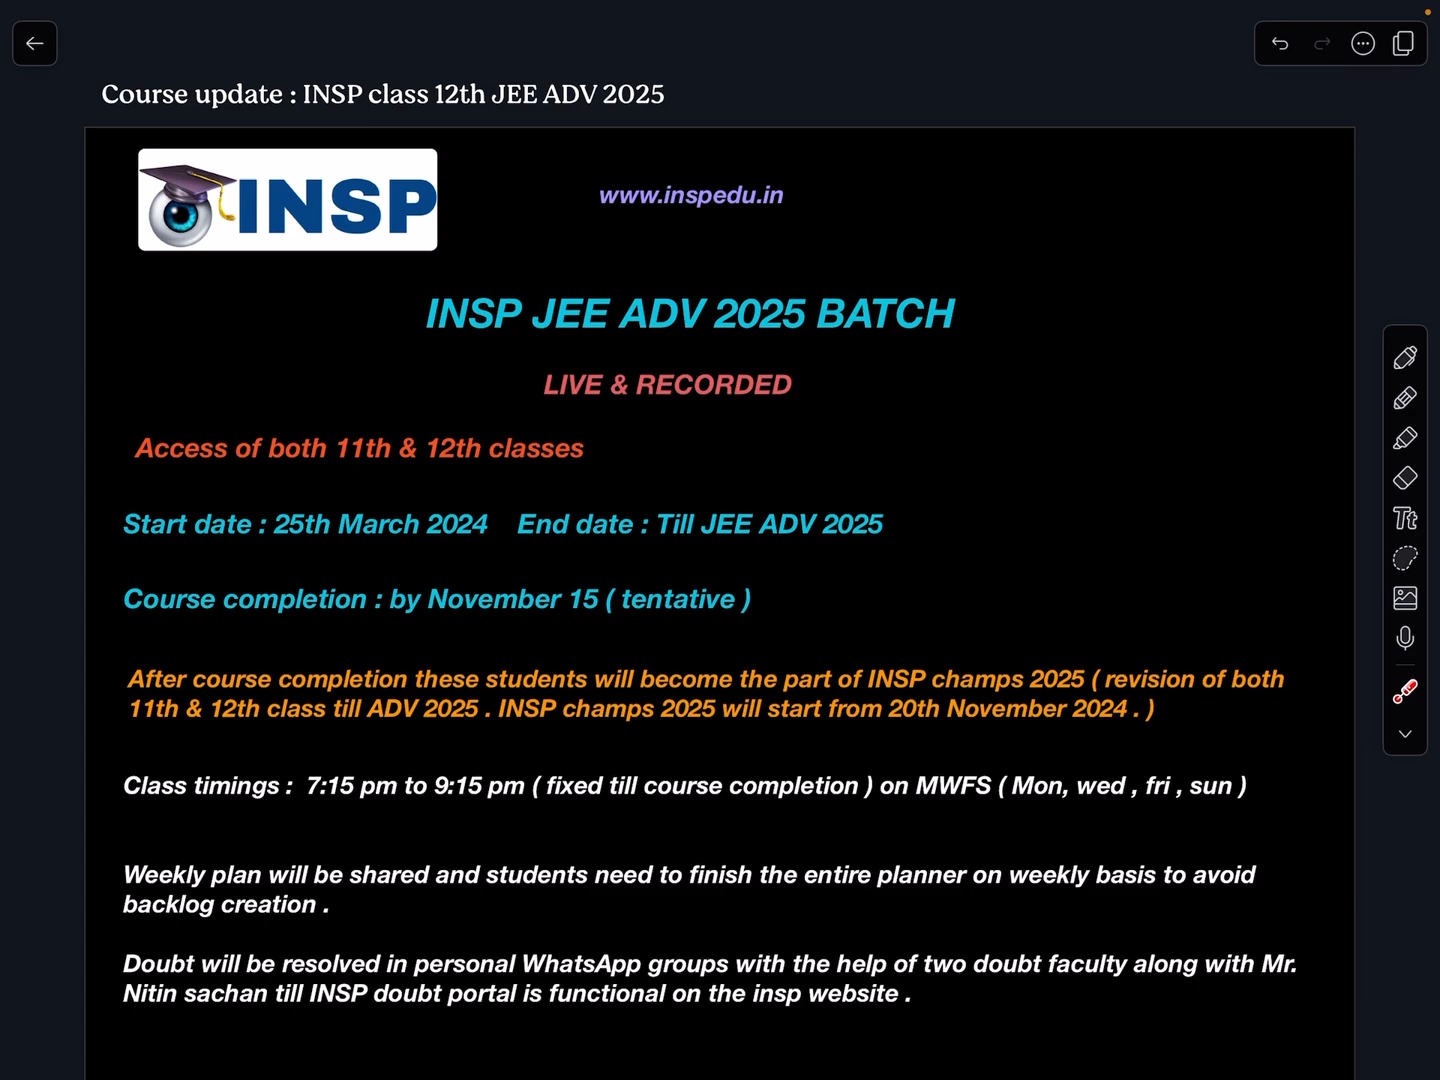 Course update : INSP class 12th JEE ADV 2025
INSP
www.inspedu.in
INSP JEE ADV 2025 BATCH
LIVE & RECORDED
Access of both 11th & 12th classes
Start date : 25th March 2024 End date : Till JEE ADV 2025
Course completion : by November 15 ( tentative )
After course completion these students will become the part of INSP champs 2025 ( revision of both
11th & 12th class till ADV 2025 . INSP champs 2025 will start from 20th November 2024 . )
Class timings : 7:15 pm to 9:15 pm ( fixed till course completion ) on MWFS ( Mon, wed , fri , sun )
Weekly plan will be shared and students need to finish the entire planner on weekly basis to avoid
backlog creation .
Doubt will be resolved in personal WhatsApp groups with the help of two doubt faculty along with Mr.
Nitin sachan till INSP doubt portal is functional on the insp website .
Tt